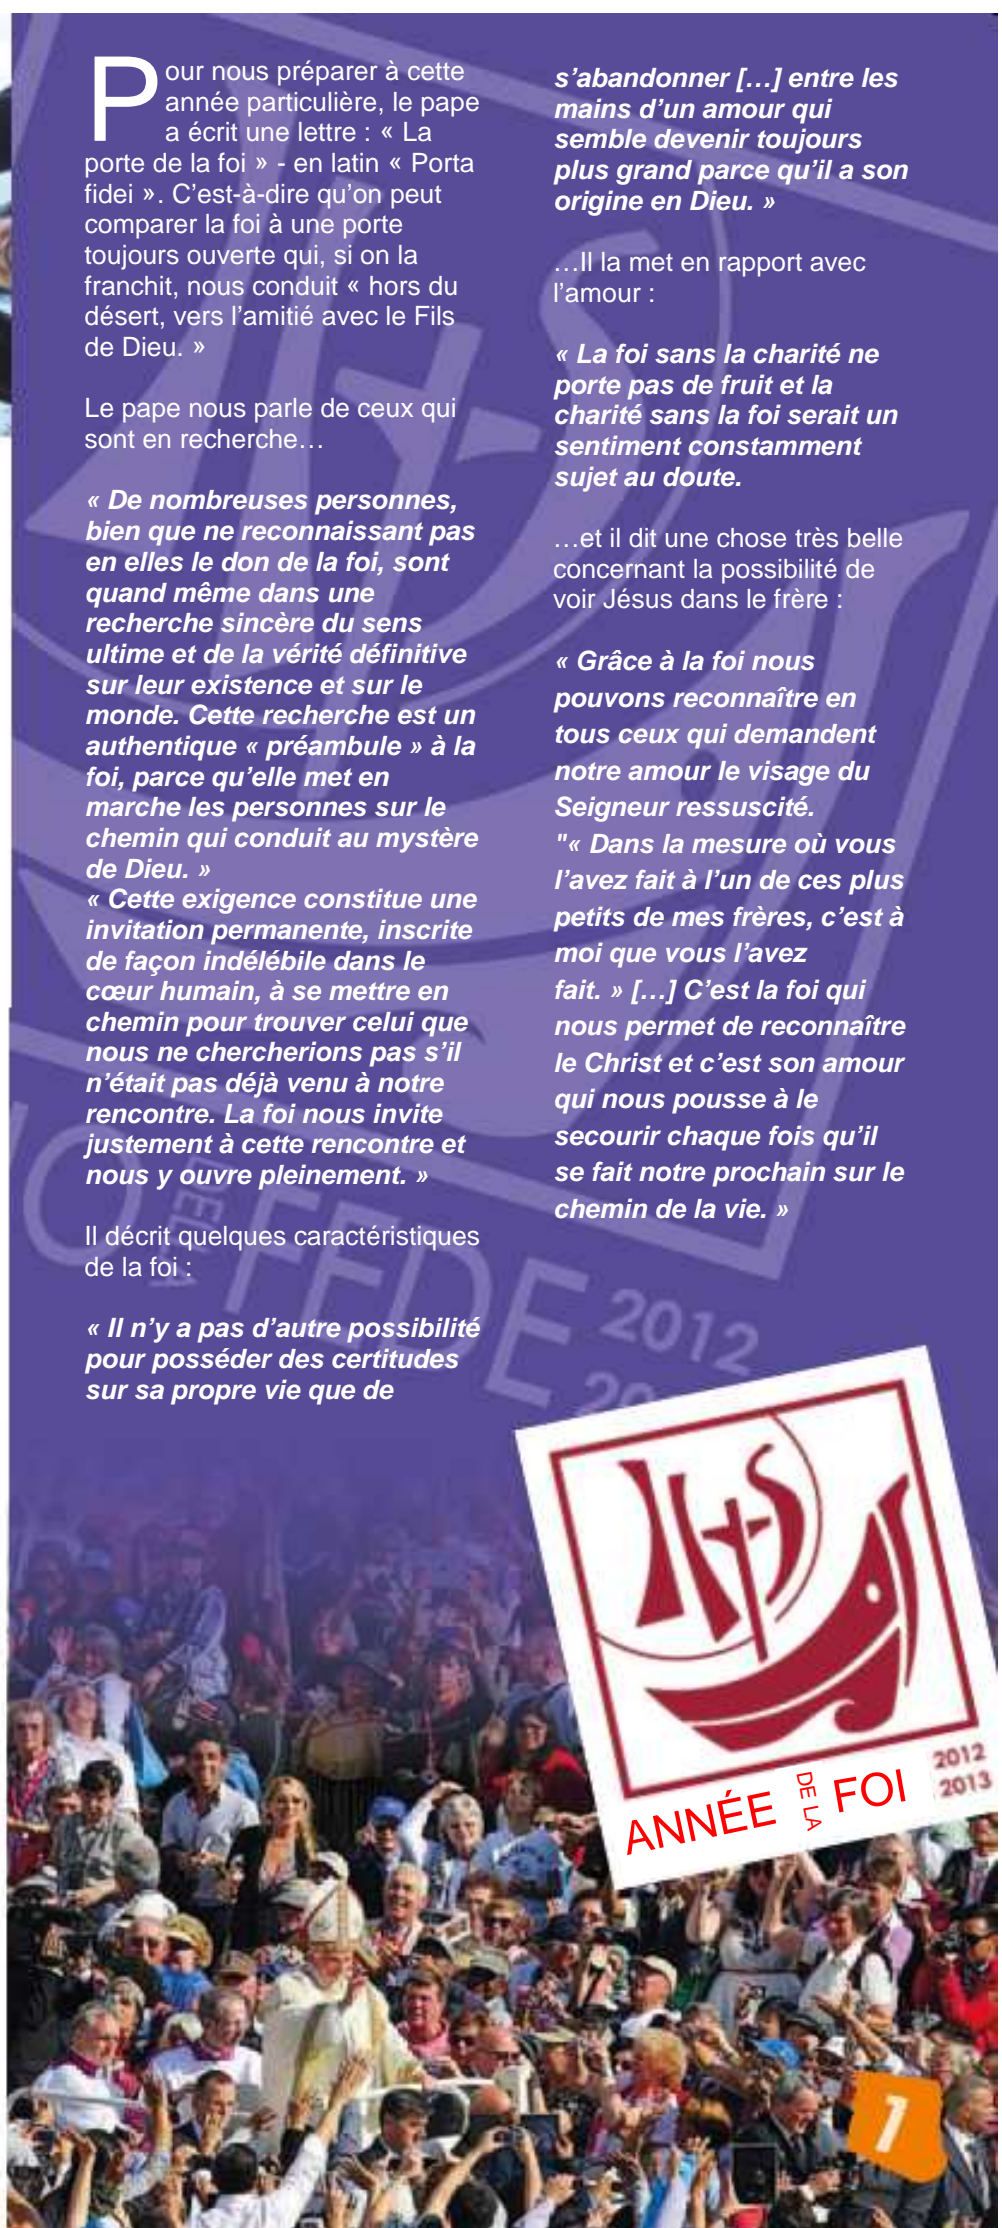 Pour nous préparer à cette
année particulière, le pape
a écrit une lettre : « La
porte de la foi » - en latin « Porta
fidei ». C’est-à-dire qu’on peut
comparer la foi à une porte
toujours ouverte qui, si on la
franchit, nous conduit « hors du
désert, vers l’amitié avec le Fils
de Dieu. »
Le pape nous parle de ceux qui
sont en recherche…
« De nombreuses personnes,
bien que ne reconnaissant pas
en elles le don de la foi, sont
quand même dans une
recherche sincère du sens
ultime et de la vérité définitive
sur leur existence et sur le
monde. Cette recherche est un
authentique « préambule » à la
foi, parce qu’elle met en
marche les personnes sur le
chemin qui conduit au mystère
de Dieu. »
« Cette exigence constitue une
invitation permanente, inscrite
de façon indélébile dans le
cœur humain, à se mettre en
chemin pour trouver celui que
nous ne chercherions pas s’il
n’était pas déjà venu à notre
rencontre. La foi nous invite
justement à cette rencontre et
nous y ouvre pleinement. »
Il décrit quelques caractéristiques
de la foi :
« Il n’y a pas d’autre possibilité
pour posséder des certitudes
sur sa propre vie que de
s’abandonner […] entre les
mains d’un amour qui
semble devenir toujours
plus grand parce qu’il a son
origine en Dieu. »
…Il la met en rapport avec
l’amour :
« La foi sans la charité ne
porte pas de fruit et la
charité sans la foi serait un
sentiment constamment
sujet au doute.
…et il dit une chose très belle
concernant la possibilité de
voir Jésus dans le frère :
« Grâce à la foi nous
pouvons reconnaître en
tous ceux qui demandent
notre amour le visage du
Seigneur ressuscité.
"« Dans la mesure où vous
l’avez fait à l’un de ces plus
petits de mes frères, c’est à
moi que vous l’avez
fait. » […] C’est la foi qui
nous permet de reconnaître
le Christ et c’est son amour
qui nous pousse à le
secourir chaque fois qu’il
se fait notre prochain sur le
chemin de la vie. »
FEDE 2012
IHS
ANNÉE DE LA FOI 2012
2013
7